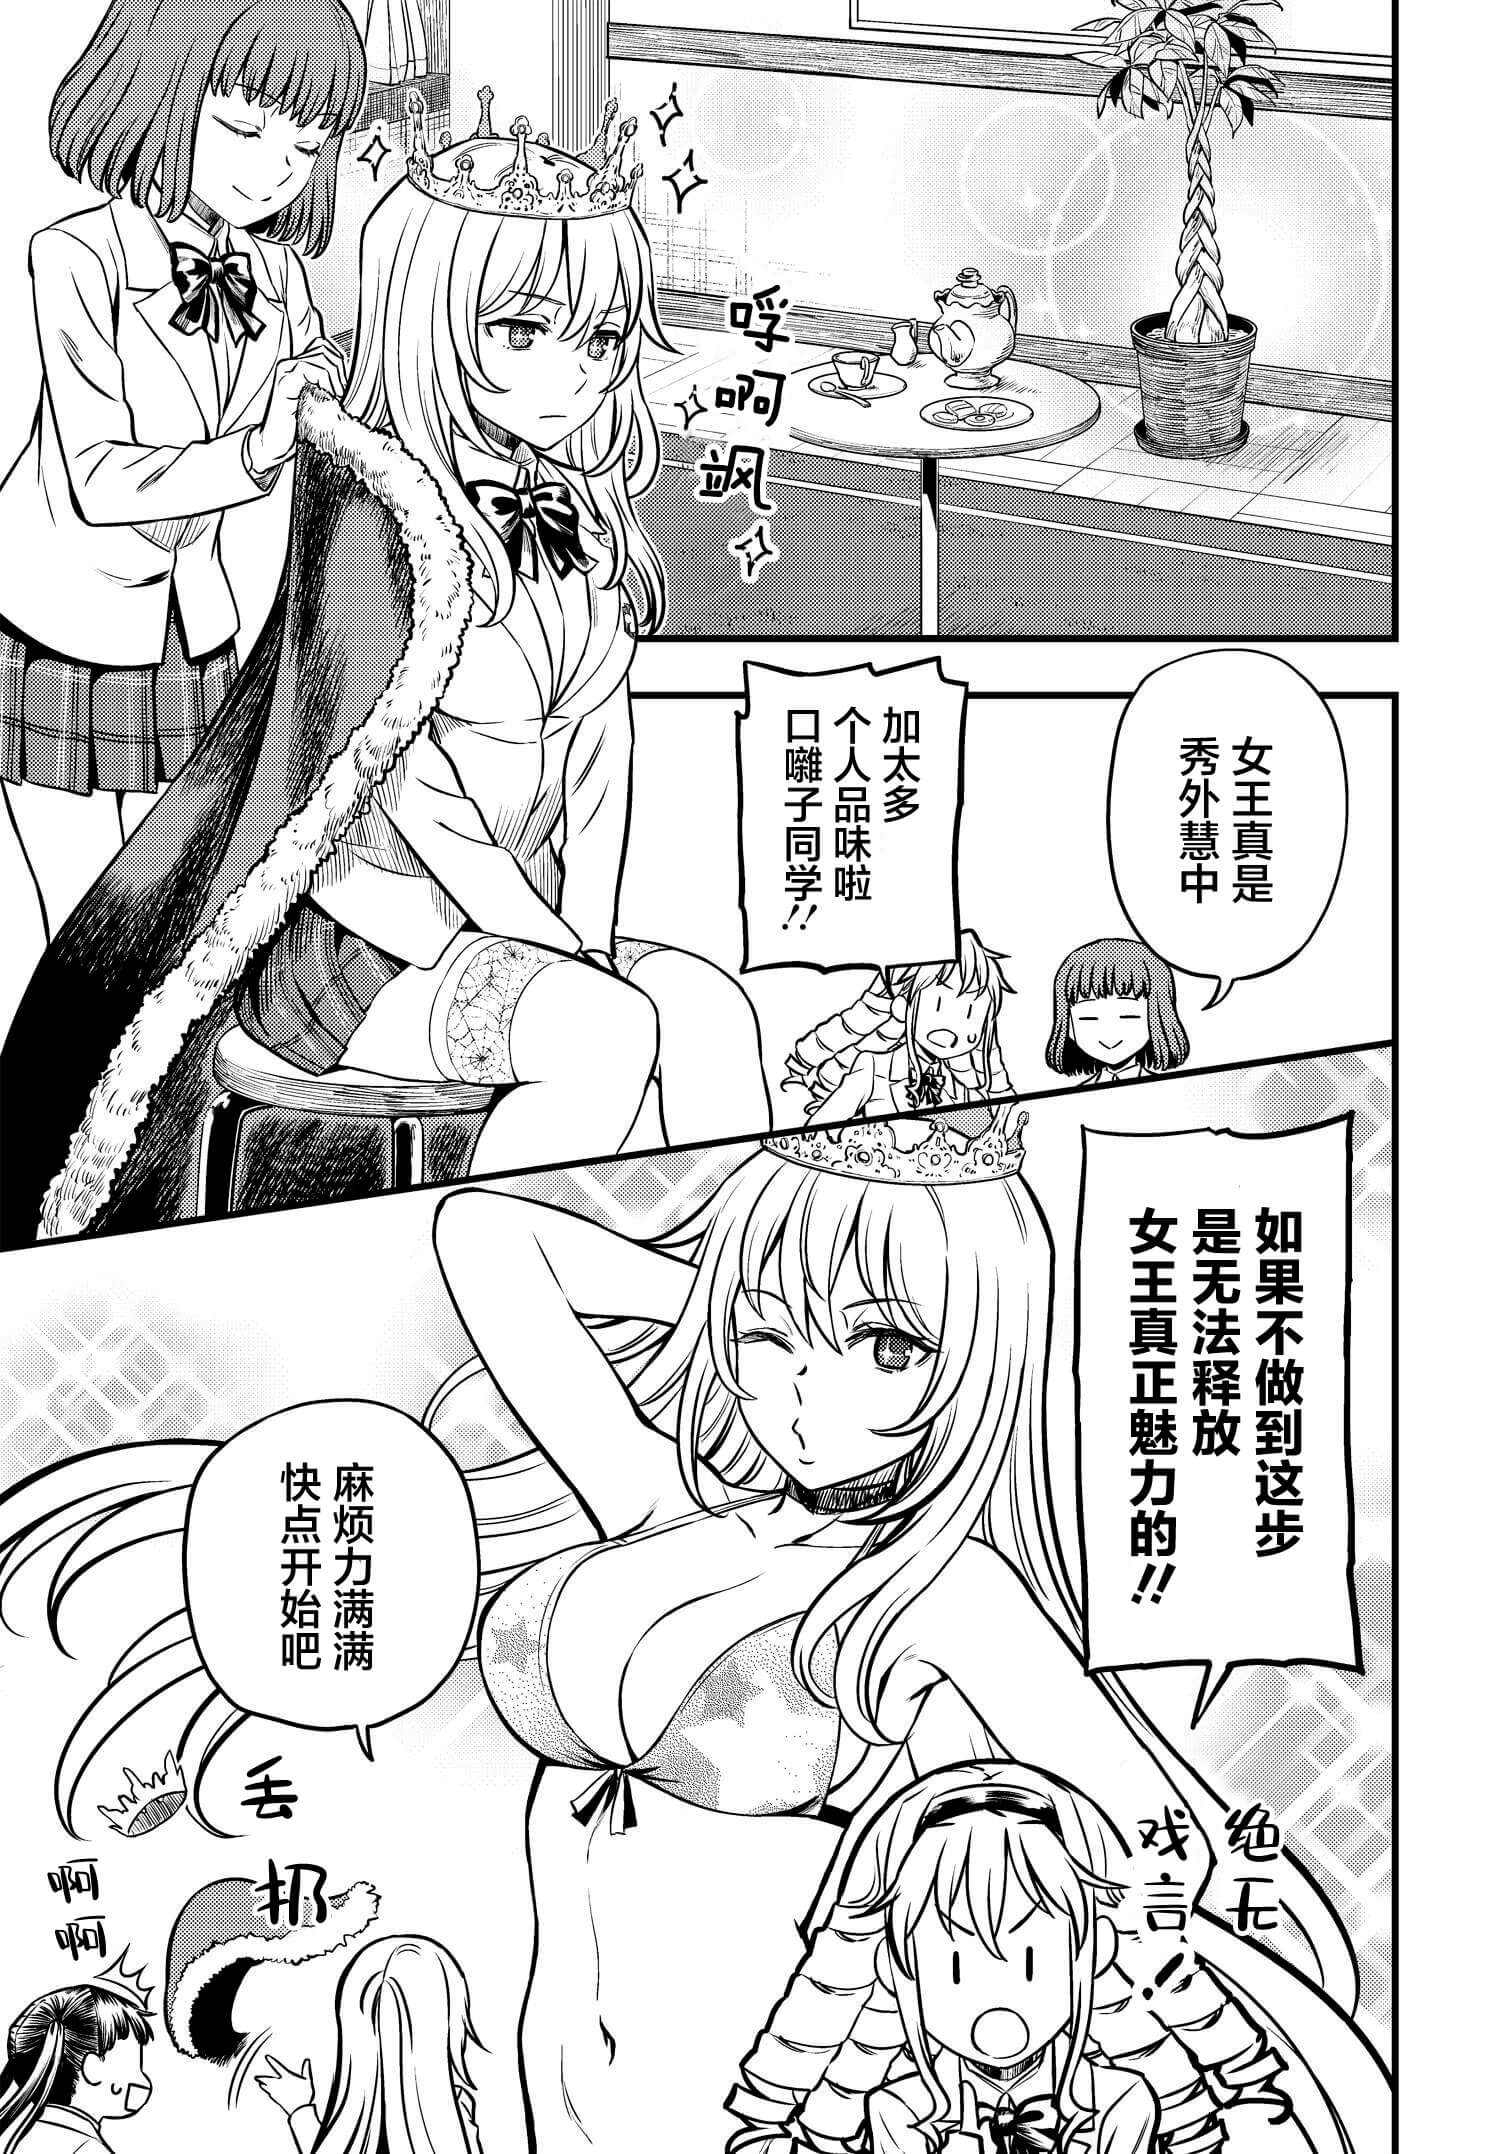 呼
啊
飒
女王真是
秀外慧中
加太多
个人品味啦
口囃子同学!!
如果不做到这步
是无法释放
女王真正魅力的!!
绝无
戏言!
麻烦力满满
快点开始吧
丢
扔
啊
啊